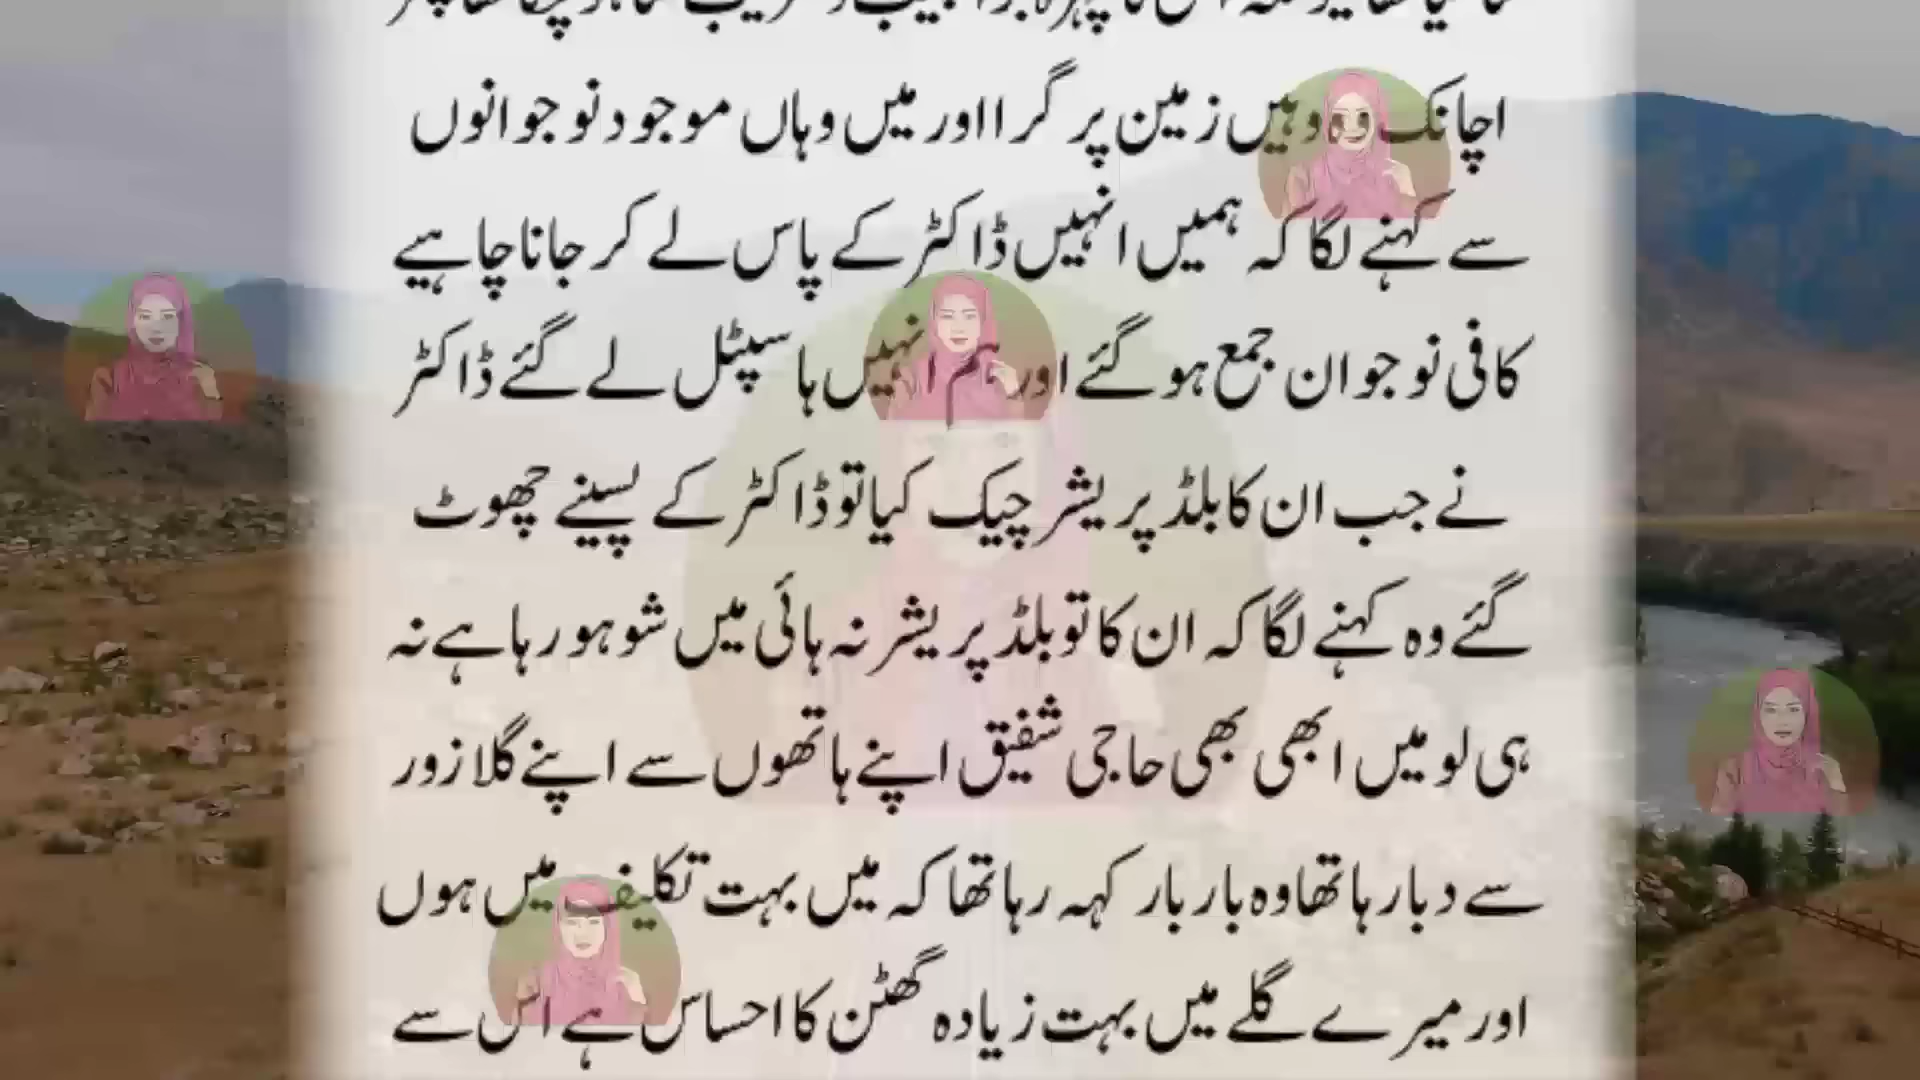 اچانک وہیں زمین پر گرا اور میں وہاں موجود نوجوانوں
سے کہنے لگا کہ ہمیں انہیں ڈاکٹر کے پاس لے کر جانا چاہیے
کافی نوجوان جمع ہو گئے اور ہم انہیں ہاسپٹل لے گئے ڈاکٹر
نے جب ان کا بلڈ پریشر چیک کیا تو ڈاکٹر کے پسینے چھوٹ
گئے وہ کہنے لگا کہ ان کا تو بلڈ پریشر نہ ہائی میں شو ہو رہا ہے نہ
ہی لو میں ابھی بھی حاجی شفیق اپنے ہاتھوں سے اپنے گلا زور
سے دبا رہا تھا وہ بار بار کہہ رہا تھا کہ میں بہت تکلیف میں ہوں
اور میرے گلے میں بہت زیادہ گھٹن کا احساس ہے اس سے